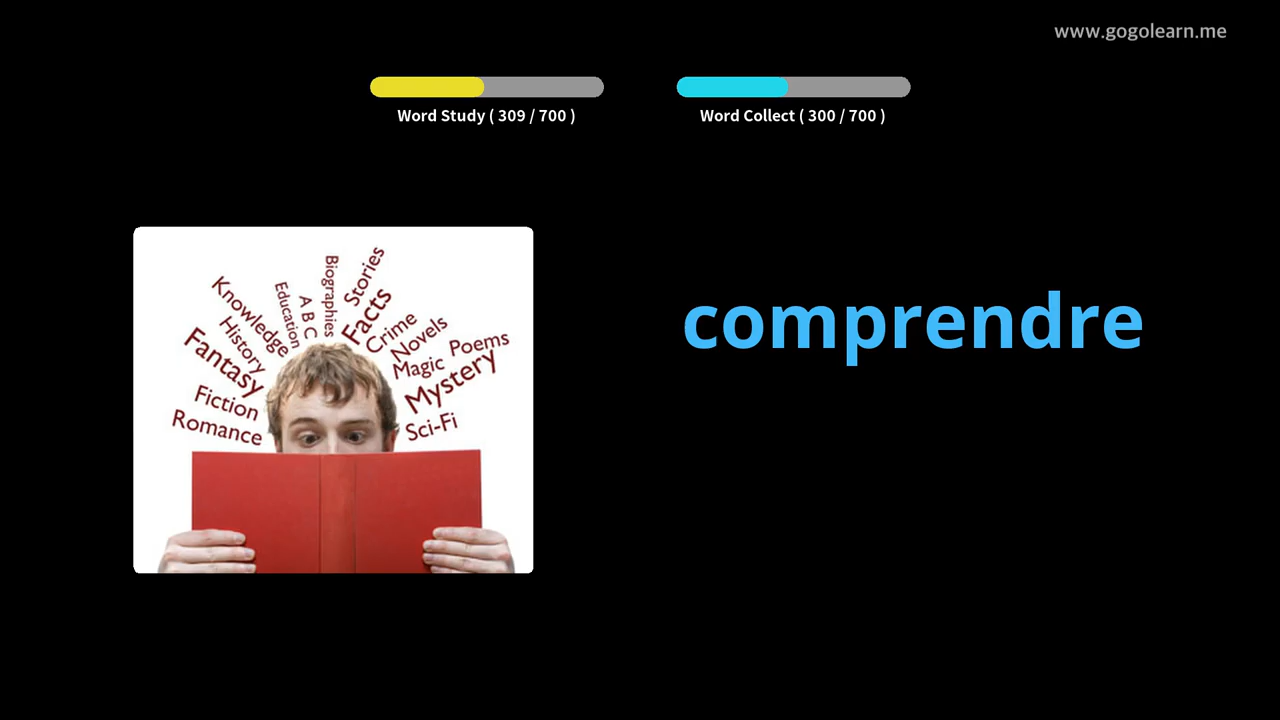 www.gogolearn.me
Word Study ( 309 / 700 )
Word Collect ( 300 / 700 )
comprendre
Stories
Biographies
Education
A B C
Facts
Knowledge
History
Crime
Novels
Poems
Fantasy
Magic
Mystery
Fiction
Romance
Sci-Fi